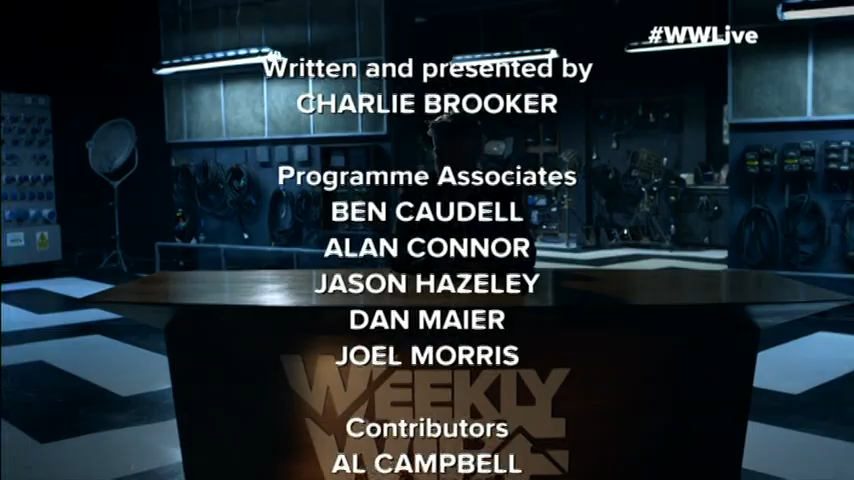 #WWLive
Written and presented by
CHARLIE BROOKER
Programme Associates
BEN CAUDELL
ALAN CONNOR
JASON HAZELEY
DAN MAIER
JOEL MORRIS
WEEKLY
WIPE
Contributors
AL CAMPBELL